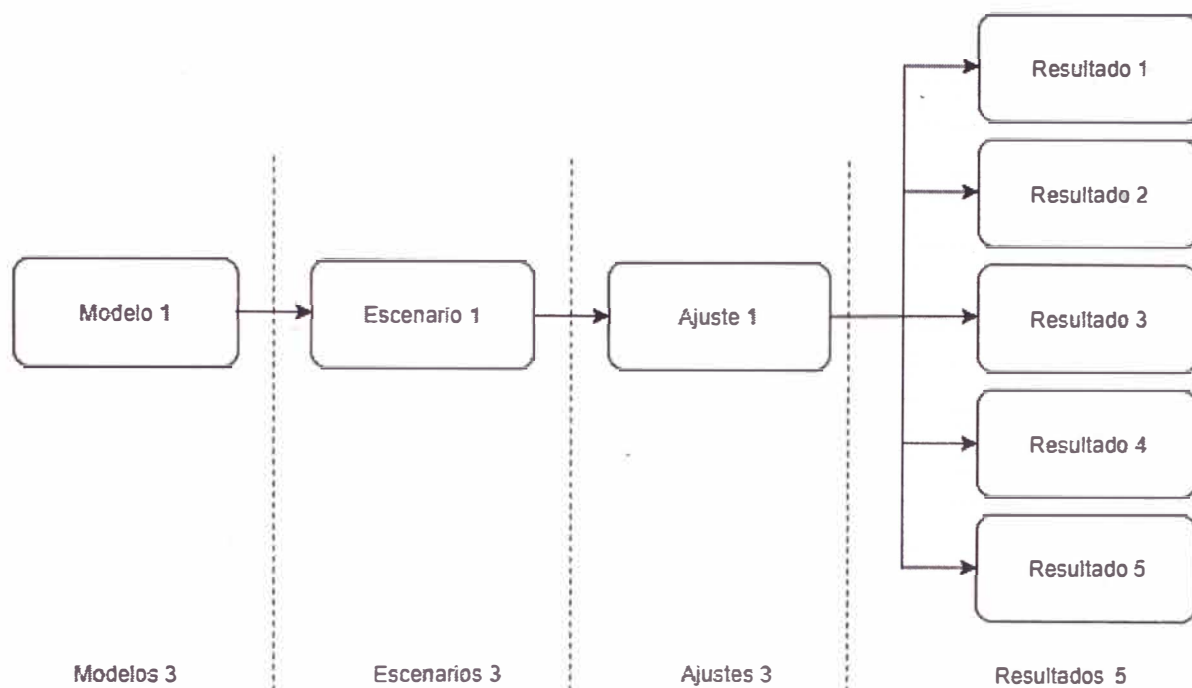 Resultado 1
Resultado 2
Modelo 1
Escenario 1
Ajuste 1
Resultado 3
Resultado 4
Resultado 5
Modelos 3
Escenarios 3
Ajustes 3
Resultados 5